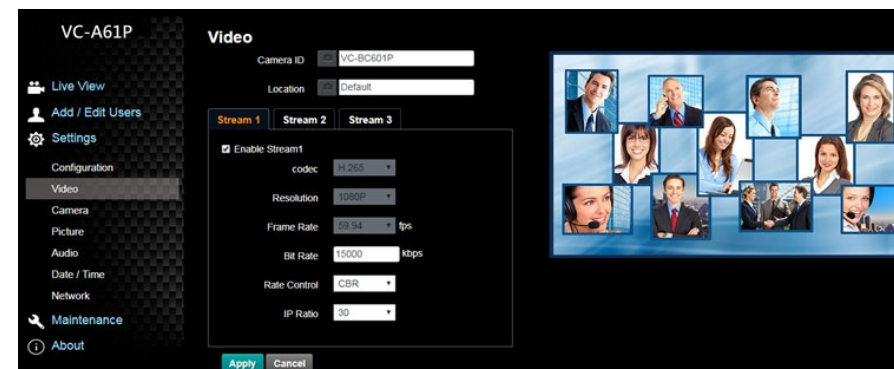 VC-A61P
Live View
Add / Edit Users
Settings
Configuration
Video
Camera
Picture
Audio
Date / Time
Network
Maintenance
About
Video
Camera ID VC-BC601P
Location Default
Stream 1 Stream 2 Stream 3
Enable Stream1
codec H.265
Resolution 1080P
Frame Rate 59.94 fps
Bit Rate 15000 kbps
Rate Control CBR
IP Ratio 30
Apply Cancel